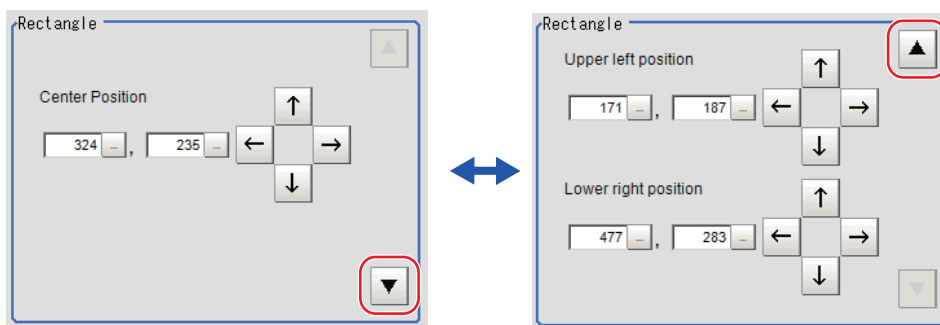 Rectangle
Center Position
324 ... , 235 ...
Rectangle
Upper left position
171 ... , 187 ...
Lower right position
477 ... , 283 ...